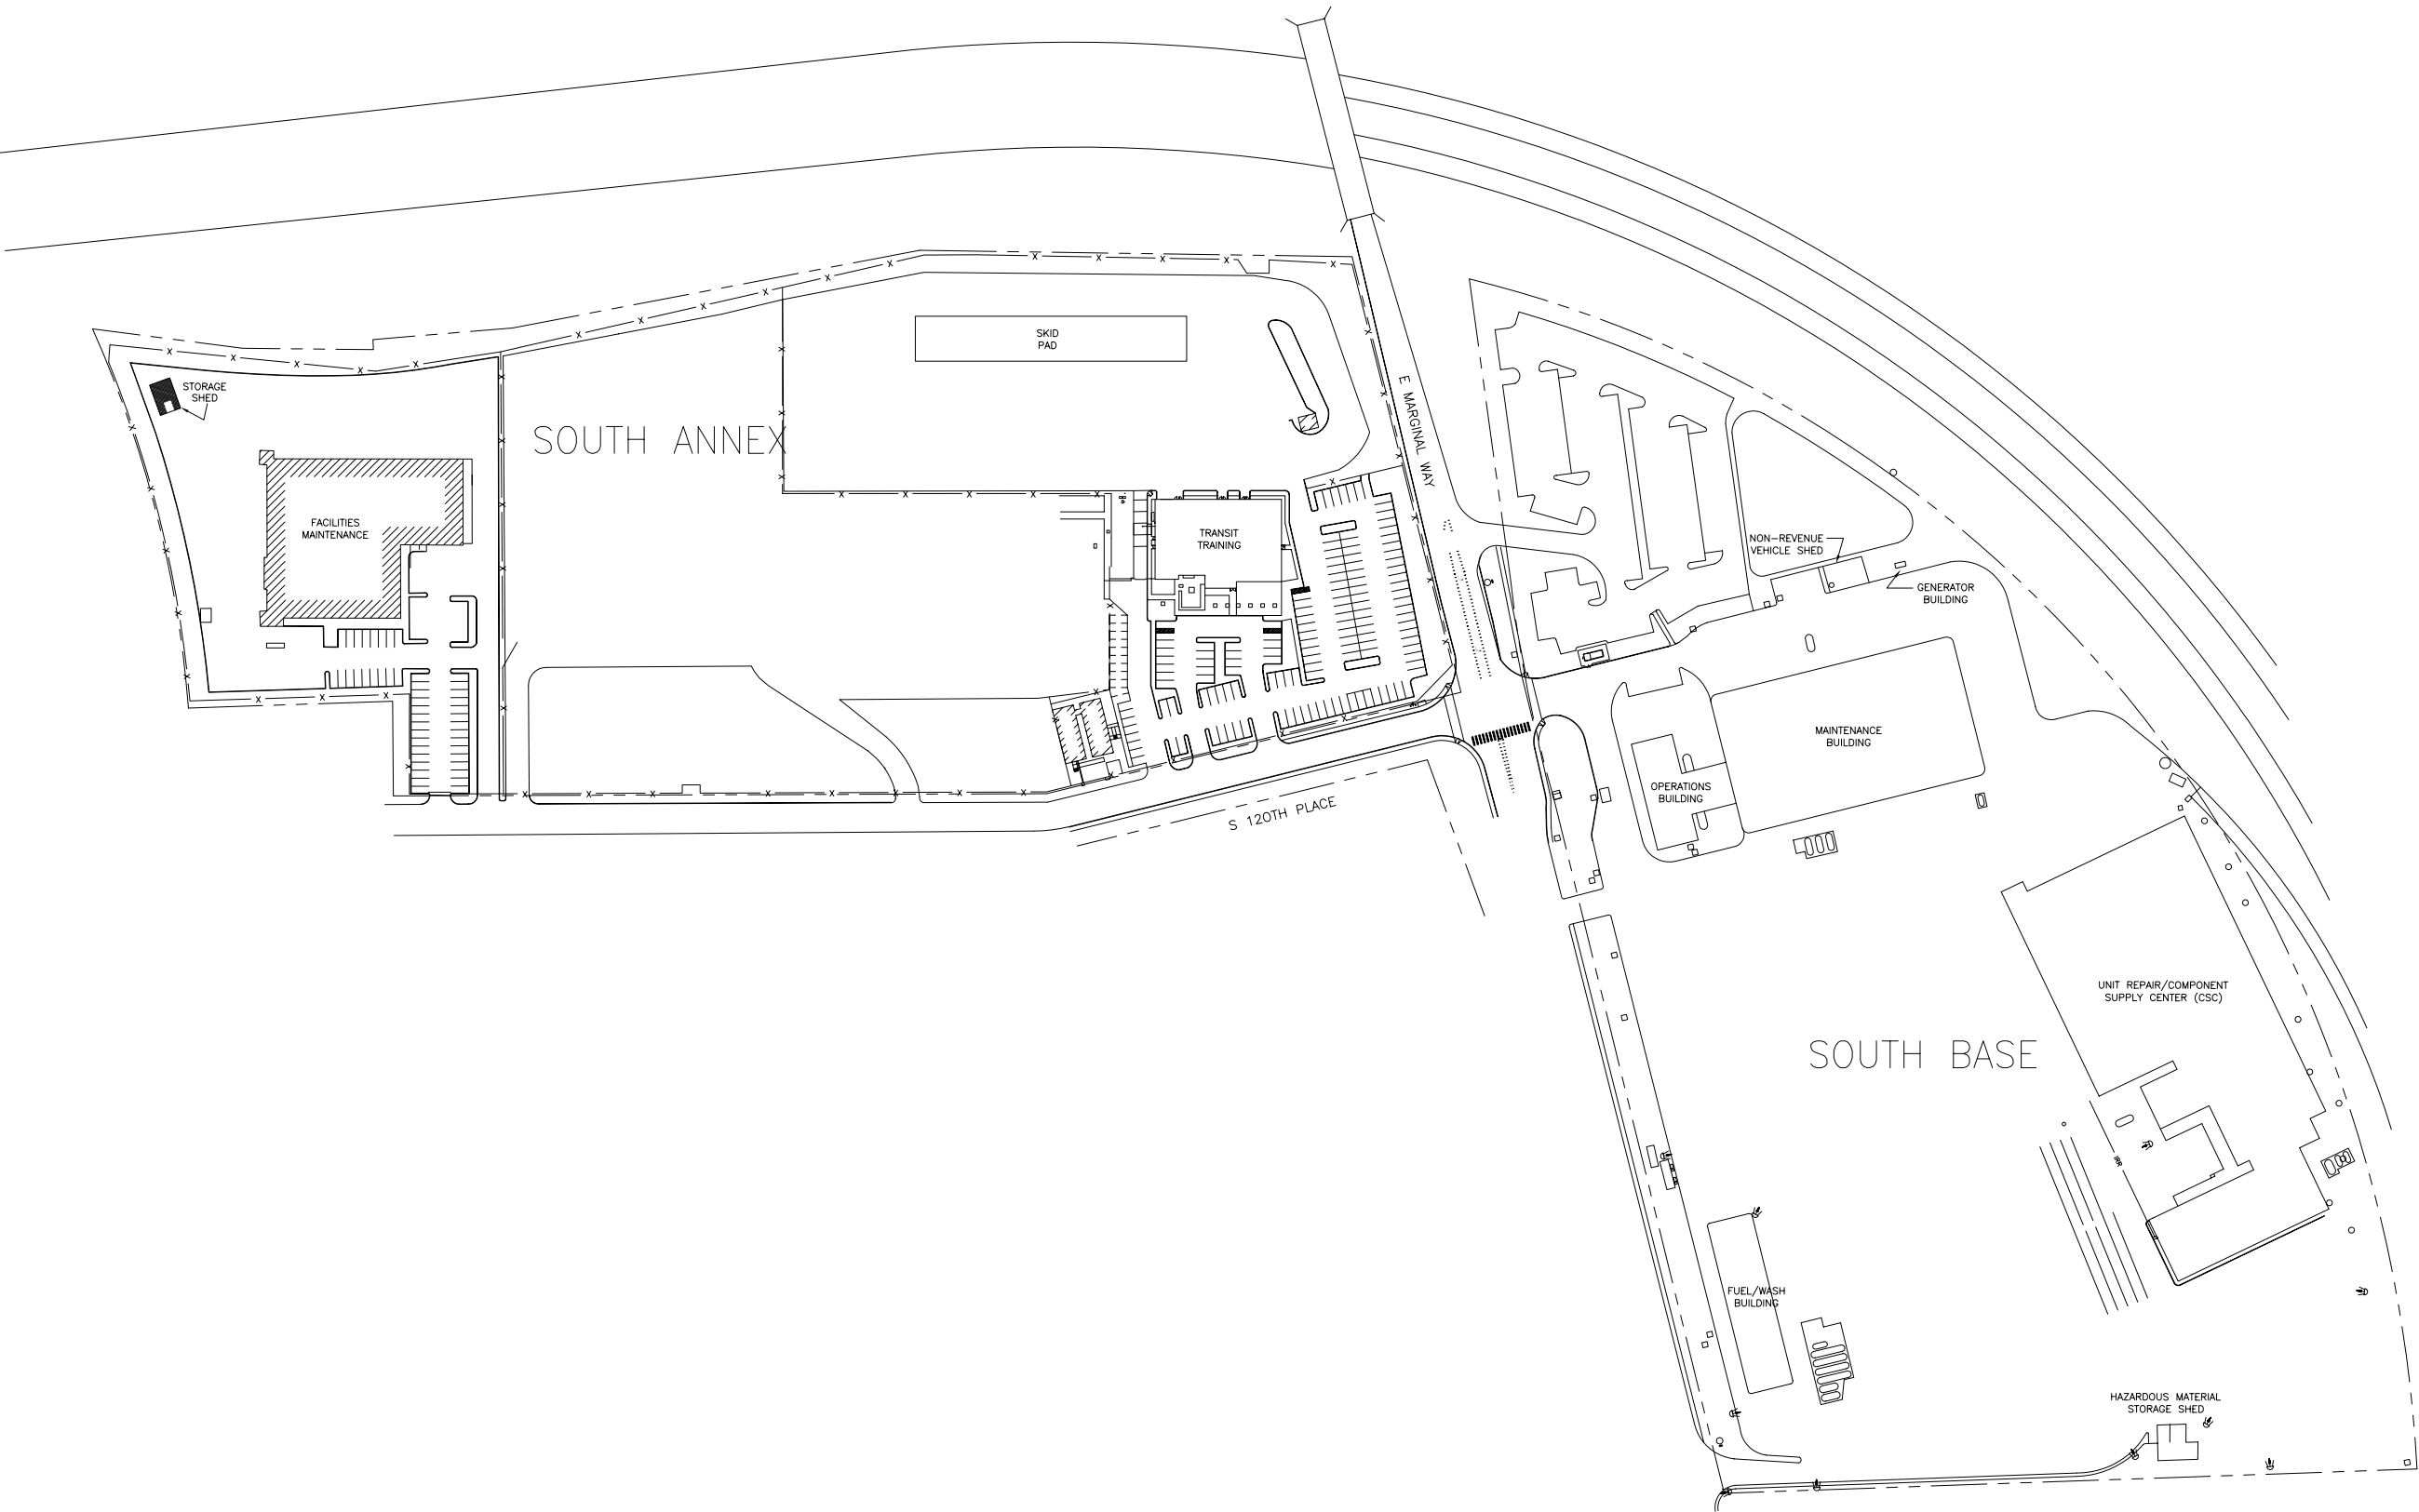 SKID
PAD
STORAGE
SHED
SOUTH ANNEX
E MARGINAL WAY
FACILITIES
MAINTENANCE
TRANSIT
TRAINING
NON-REVENUE
VEHICLE SHED
GENERATOR
BUILDING
MAINTENANCE
BUILDING
OPERATIONS
BUILDING
S 120TH PLACE
UNIT REPAIR/COMPONENT
SUPPLY CENTER (CSC)
SOUTH BASE
FUEL/WASH
BUILDING
HAZARDOUS MATERIAL
STORAGE SHED